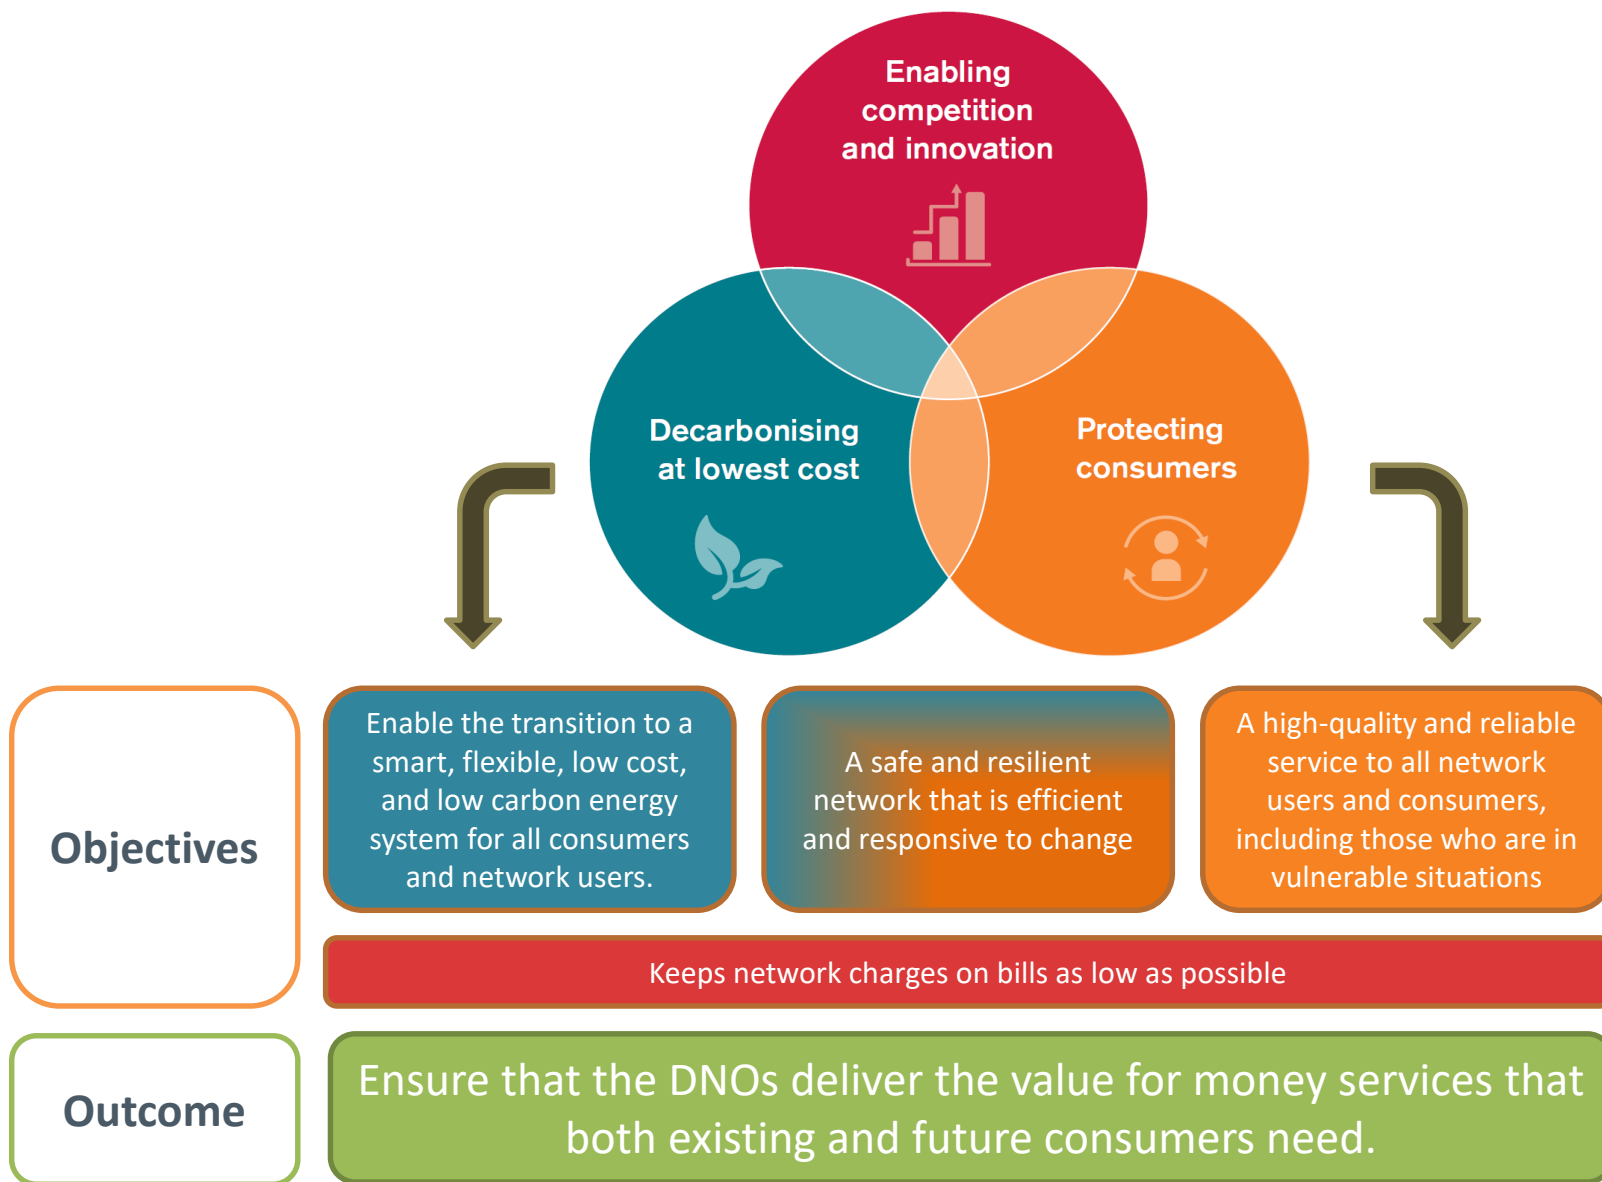 Enabling
competition
and innovation
Decarbonising
at lowest cost
Protecting
consumers
Objectives
Enable the transition to a
smart, flexible, low cost,
and low carbon energy
system for all consumers
and network users.
A safe and resilient
network that is efficient
and responsive to change
A high-quality and reliable
service to all network
users and consumers,
including those who are in
vulnerable situations
Keeps network charges on bills as low as possible
Outcome
Ensure that the DNOs deliver the value for money services that
both existing and future consumers need.